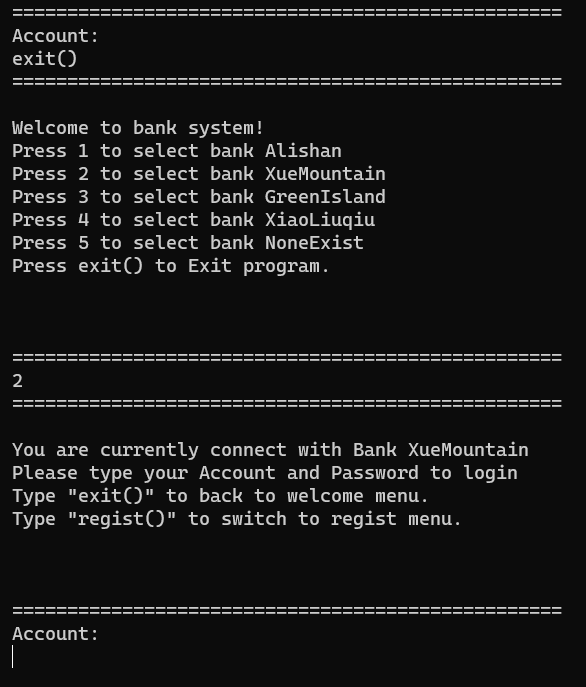 ==================================================
Account:
exit()
==================================================
Welcome to bank system!
Press 1 to select bank Alishan
Press 2 to select bank XueMountain
Press 3 to select bank GreenIsland
Press 4 to select bank XiaoLiuqiu
Press 5 to select bank NoneExist
Press exit() to Exit program.
==================================================
2
==================================================
You are currently connect with Bank XueMountain
Please type your Account and Password to login
Type "exit()" to back to welcome menu.
Type "regist()" to switch to regist menu.
==================================================
Account: